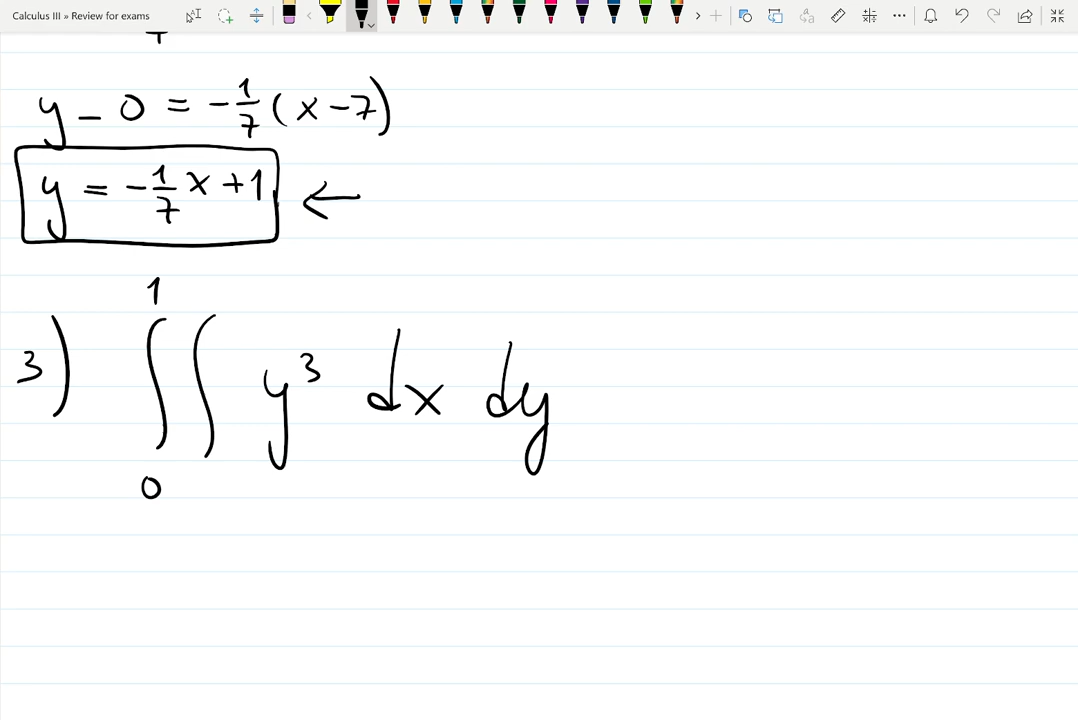 Calculus III » Review for exams
y - 0 = -1/7 (x - 7)
y = -1/7 x + 1 ←
3) ∫₀¹ ∫ y³ dx dy